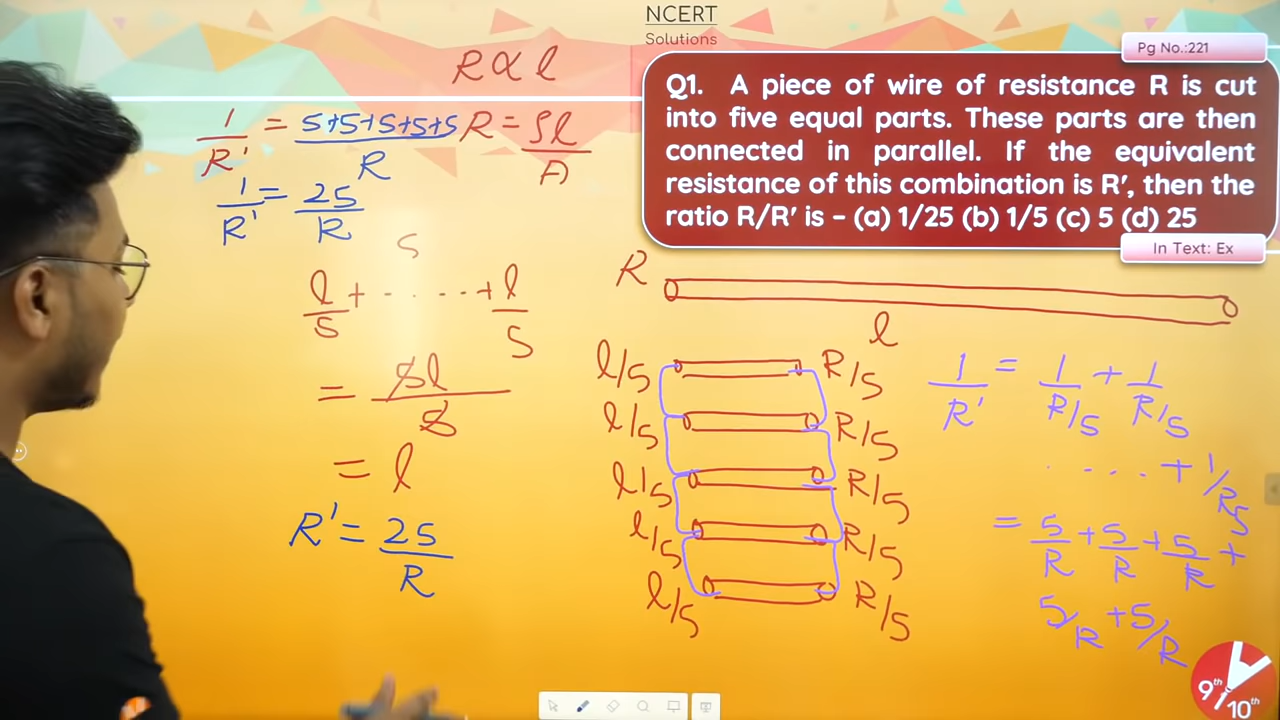 NCERT
Solutions
Pg No.:221
Q1. A piece of wire of resistance R is cut
into five equal parts. These parts are then
connected in parallel. If the equivalent
resistance of this combination is R′, then the
ratio R/R′ is – (a) 1/25 (b) 1/5 (c) 5 (d) 25
In Text: Ex
R ∝ l
1/R' = 5+5+5+5+5/R
R = ρl/A
1/R' = 25/R
5
l/5 + ····· + l/5
= 5l/5
= l
R' = 25/R
R
l
l/5 R/5
l/5 R/5
l/5 R/5
l/5 R/5
l/5 R/5
1/R' = 1/R/5 + 1/R/5
.... + 1/R5
= 5/R + 5/R + 5/R +
5/R + 5/R
9th 10th